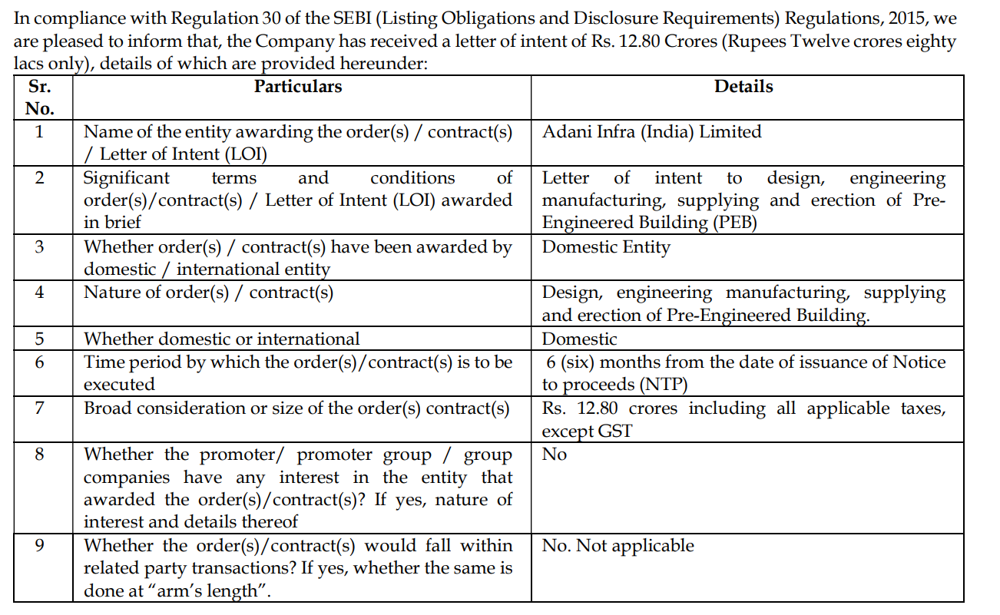 In compliance with Regulation 30 of the SEBI (Listing Obligations and Disclosure Requirements) Regulations, 2015, we
are pleased to inform that, the Company has received a letter of intent of Rs. 12.80 Crores (Rupees Twelve crores eighty
lacs only), details of which are provided hereunder:
Sr.
No.
Particulars
Details
1
Name of the entity awarding the order(s) / contract(s)
/ Letter of Intent (LOI)
Adani Infra (India) Limited
2
Significant terms and conditions of
order(s)/contract(s) / Letter of Intent (LOI) awarded
in brief
Letter of intent to design, engineering
manufacturing, supplying and erection of Pre-
Engineered Building (PEB)
3
Whether order(s) / contract(s) have been awarded by
domestic / international entity
Domestic Entity
4
Nature of order(s) / contract(s)
Design, engineering manufacturing, supplying
and erection of Pre-Engineered Building.
5
Whether domestic or international
Domestic
6
Time period by which the order(s)/contract(s) is to be
executed
6 (six) months from the date of issuance of Notice
to proceeds (NTP)
7
Broad consideration or size of the order(s) contract(s)
Rs. 12.80 crores including all applicable taxes,
except GST
8
Whether the promoter/ promoter group / group
companies have any interest in the entity that
awarded the order(s)/contract(s)? If yes, nature of
interest and details thereof
No
9
Whether the order(s)/contract(s) would fall within
related party transactions? If yes, whether the same is
done at “arm’s length”.
No. Not applicable